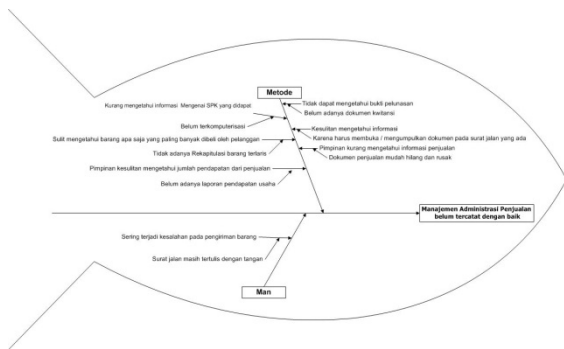 Metode
Tidak dapat mengetahui bukti pelunasan
Kurang mengetahui informasi Mengenai SPK yang didapat
Belum adanya dokumen kwitansi
Belum terkomputerisasi
Kesulitan mengetahui informasi
Sulit mengetahui barang apa saja yang paling banyak dibeli oleh pelanggan
Karena harus membuka / mengumpulkan dokumen pada surat jalan yang ada
Pimpinan kurang mengetahui informasi penjualan
Tidak adanya Rekapitulasi barang terlaris
Dokumen penjualan mudah hilang dan rusak
Pimpinan kesulitan mengetahui jumlah pendapatan dari penjualan
Belum adanya laporan pendapatan usaha
Manajemen Administrasi Penjualan
belum tercatat dengan baik
Sering terjadi kesalahan pada pengiriman barang
Surat jalan masih tertulis dengan tangan
Man